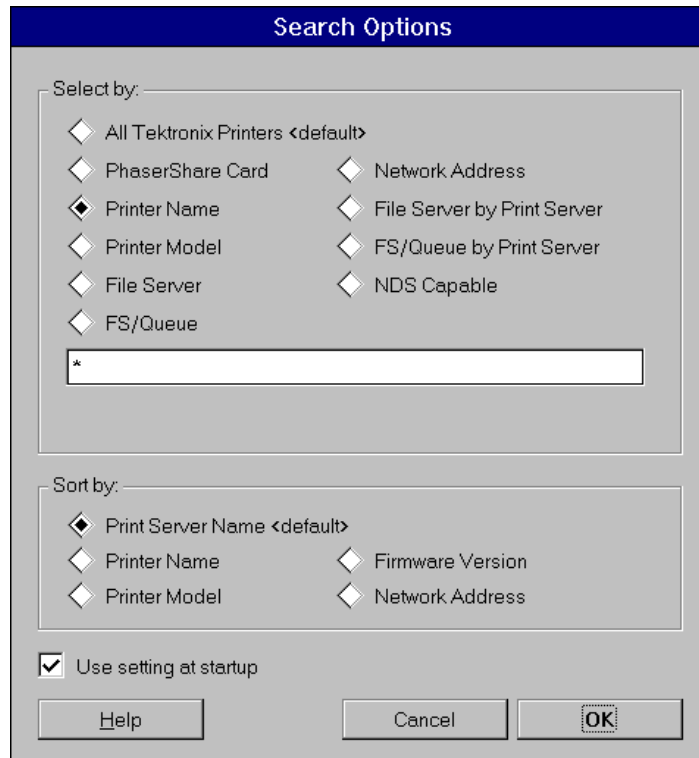 Search Options
Select by:
All Tektronix Printers <default>
PhaserShare Card
Network Address
Printer Name
File Server by Print Server
Printer Model
FS/Queue by Print Server
File Server
NDS Capable
FS/Queue
*
Sort by:
Print Server Name <default>
Printer Name
Firmware Version
Printer Model
Network Address
Use setting at startup
Help
Cancel
OK